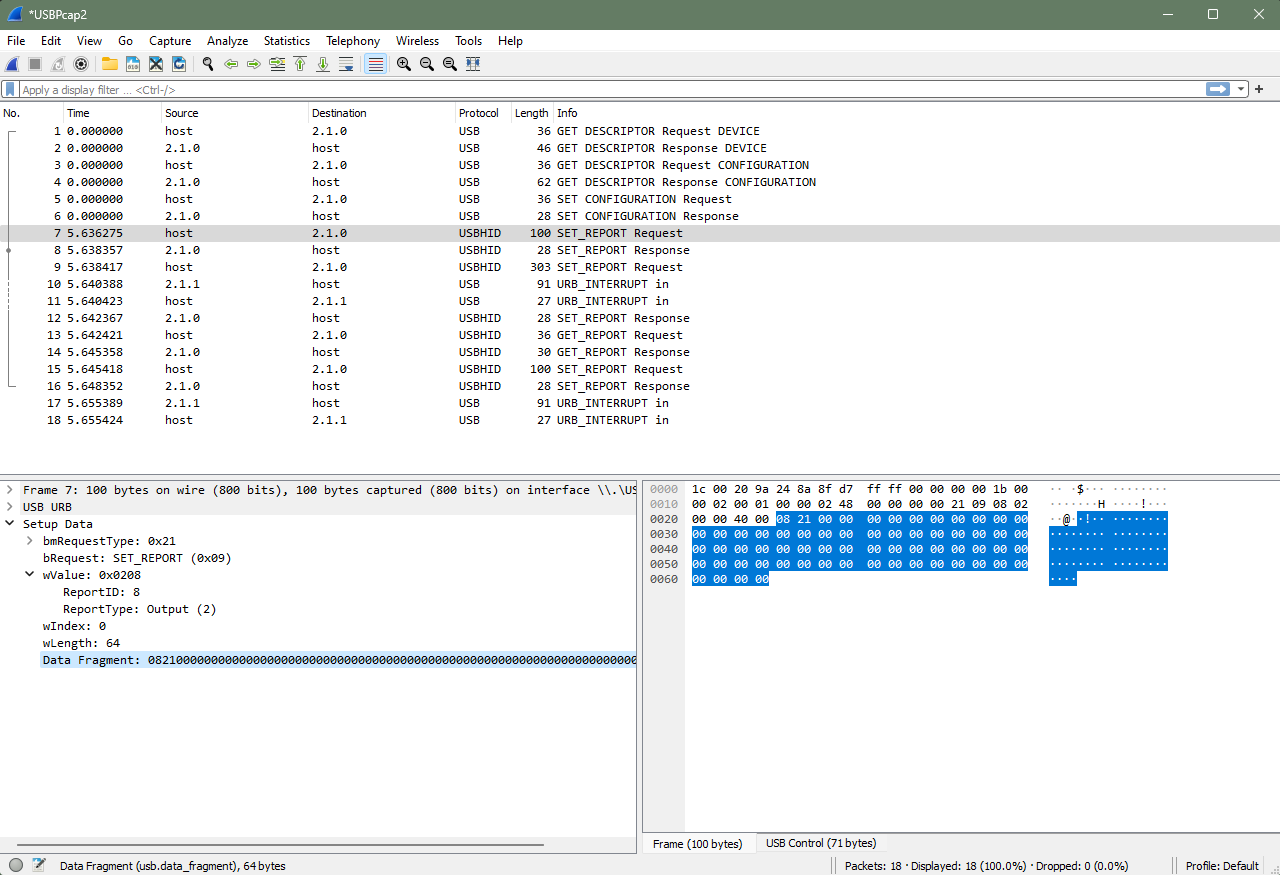 *USBPcap2
File Edit View Go Capture Analyze Statistics Telephony Wireless Tools Help
Apply a display filter ... <Ctrl-/>
No. Time Source Destination Protocol Length Info
1 0.000000 host 2.1.0 USB 36 GET DESCRIPTOR Request DEVICE
2 0.000000 2.1.0 host USB 46 GET DESCRIPTOR Response DEVICE
3 0.000000 host 2.1.0 USB 36 GET DESCRIPTOR Request CONFIGURATION
4 0.000000 2.1.0 host USB 62 GET DESCRIPTOR Response CONFIGURATION
5 0.000000 host 2.1.0 USB 36 SET CONFIGURATION Request
6 0.000000 2.1.0 host USB 28 SET CONFIGURATION Response
7 5.636275 host 2.1.0 USBHID 100 SET_REPORT Request
8 5.638357 2.1.0 host USBHID 28 SET_REPORT Response
9 5.638417 host 2.1.0 USBHID 303 SET_REPORT Request
10 5.640388 2.1.1 host USB 91 URB_INTERRUPT in
11 5.640423 host 2.1.1 USB 27 URB_INTERRUPT in
12 5.642367 2.1.0 host USBHID 28 SET_REPORT Response
13 5.642421 host 2.1.0 USBHID 36 GET_REPORT Request
14 5.645358 2.1.0 host USBHID 30 GET_REPORT Response
15 5.645418 host 2.1.0 USBHID 100 SET_REPORT Request
16 5.648352 2.1.0 host USBHID 28 SET_REPORT Response
17 5.655389 2.1.1 host USB 91 URB_INTERRUPT in
18 5.655424 host 2.1.1 USB 27 URB_INTERRUPT in
Frame 7: 100 bytes on wire (800 bits), 100 bytes captured (800 bits) on interface \\.\US
USB URB
Setup Data
bmRequestType: 0x21
bRequest: SET_REPORT (0x09)
wValue: 0x0208
ReportID: 8
ReportType: Output (2)
wIndex: 0
wLength: 64
Data Fragment: 082100000000000000000000000000000000000000000000000000000000000000000
0000 1c 00 20 9a 24 8a 8f d7 ff ff 00 00 00 00 1b 00 ·· ·$··· ········
0010 00 02 00 01 00 00 02 48 00 00 00 00 21 09 08 02 ·······H ····!···
0020 00 00 40 00 08 21 00 00 00 00 00 00 00 00 00 00 ··@··!·· ········
0030 00 00 00 00 00 00 00 00 00 00 00 00 00 00 00 00 ········ ········
0040 00 00 00 00 00 00 00 00 00 00 00 00 00 00 00 00 ········ ········
0050 00 00 00 00 00 00 00 00 00 00 00 00 00 00 00 00 ········ ········
0060 00 00 00 00 ····
Frame (100 bytes) USB Control (71 bytes)
Data Fragment (usb.data_fragment), 64 bytes
Packets: 18 · Displayed: 18 (100.0%) · Dropped: 0 (0.0%)
Profile: Default